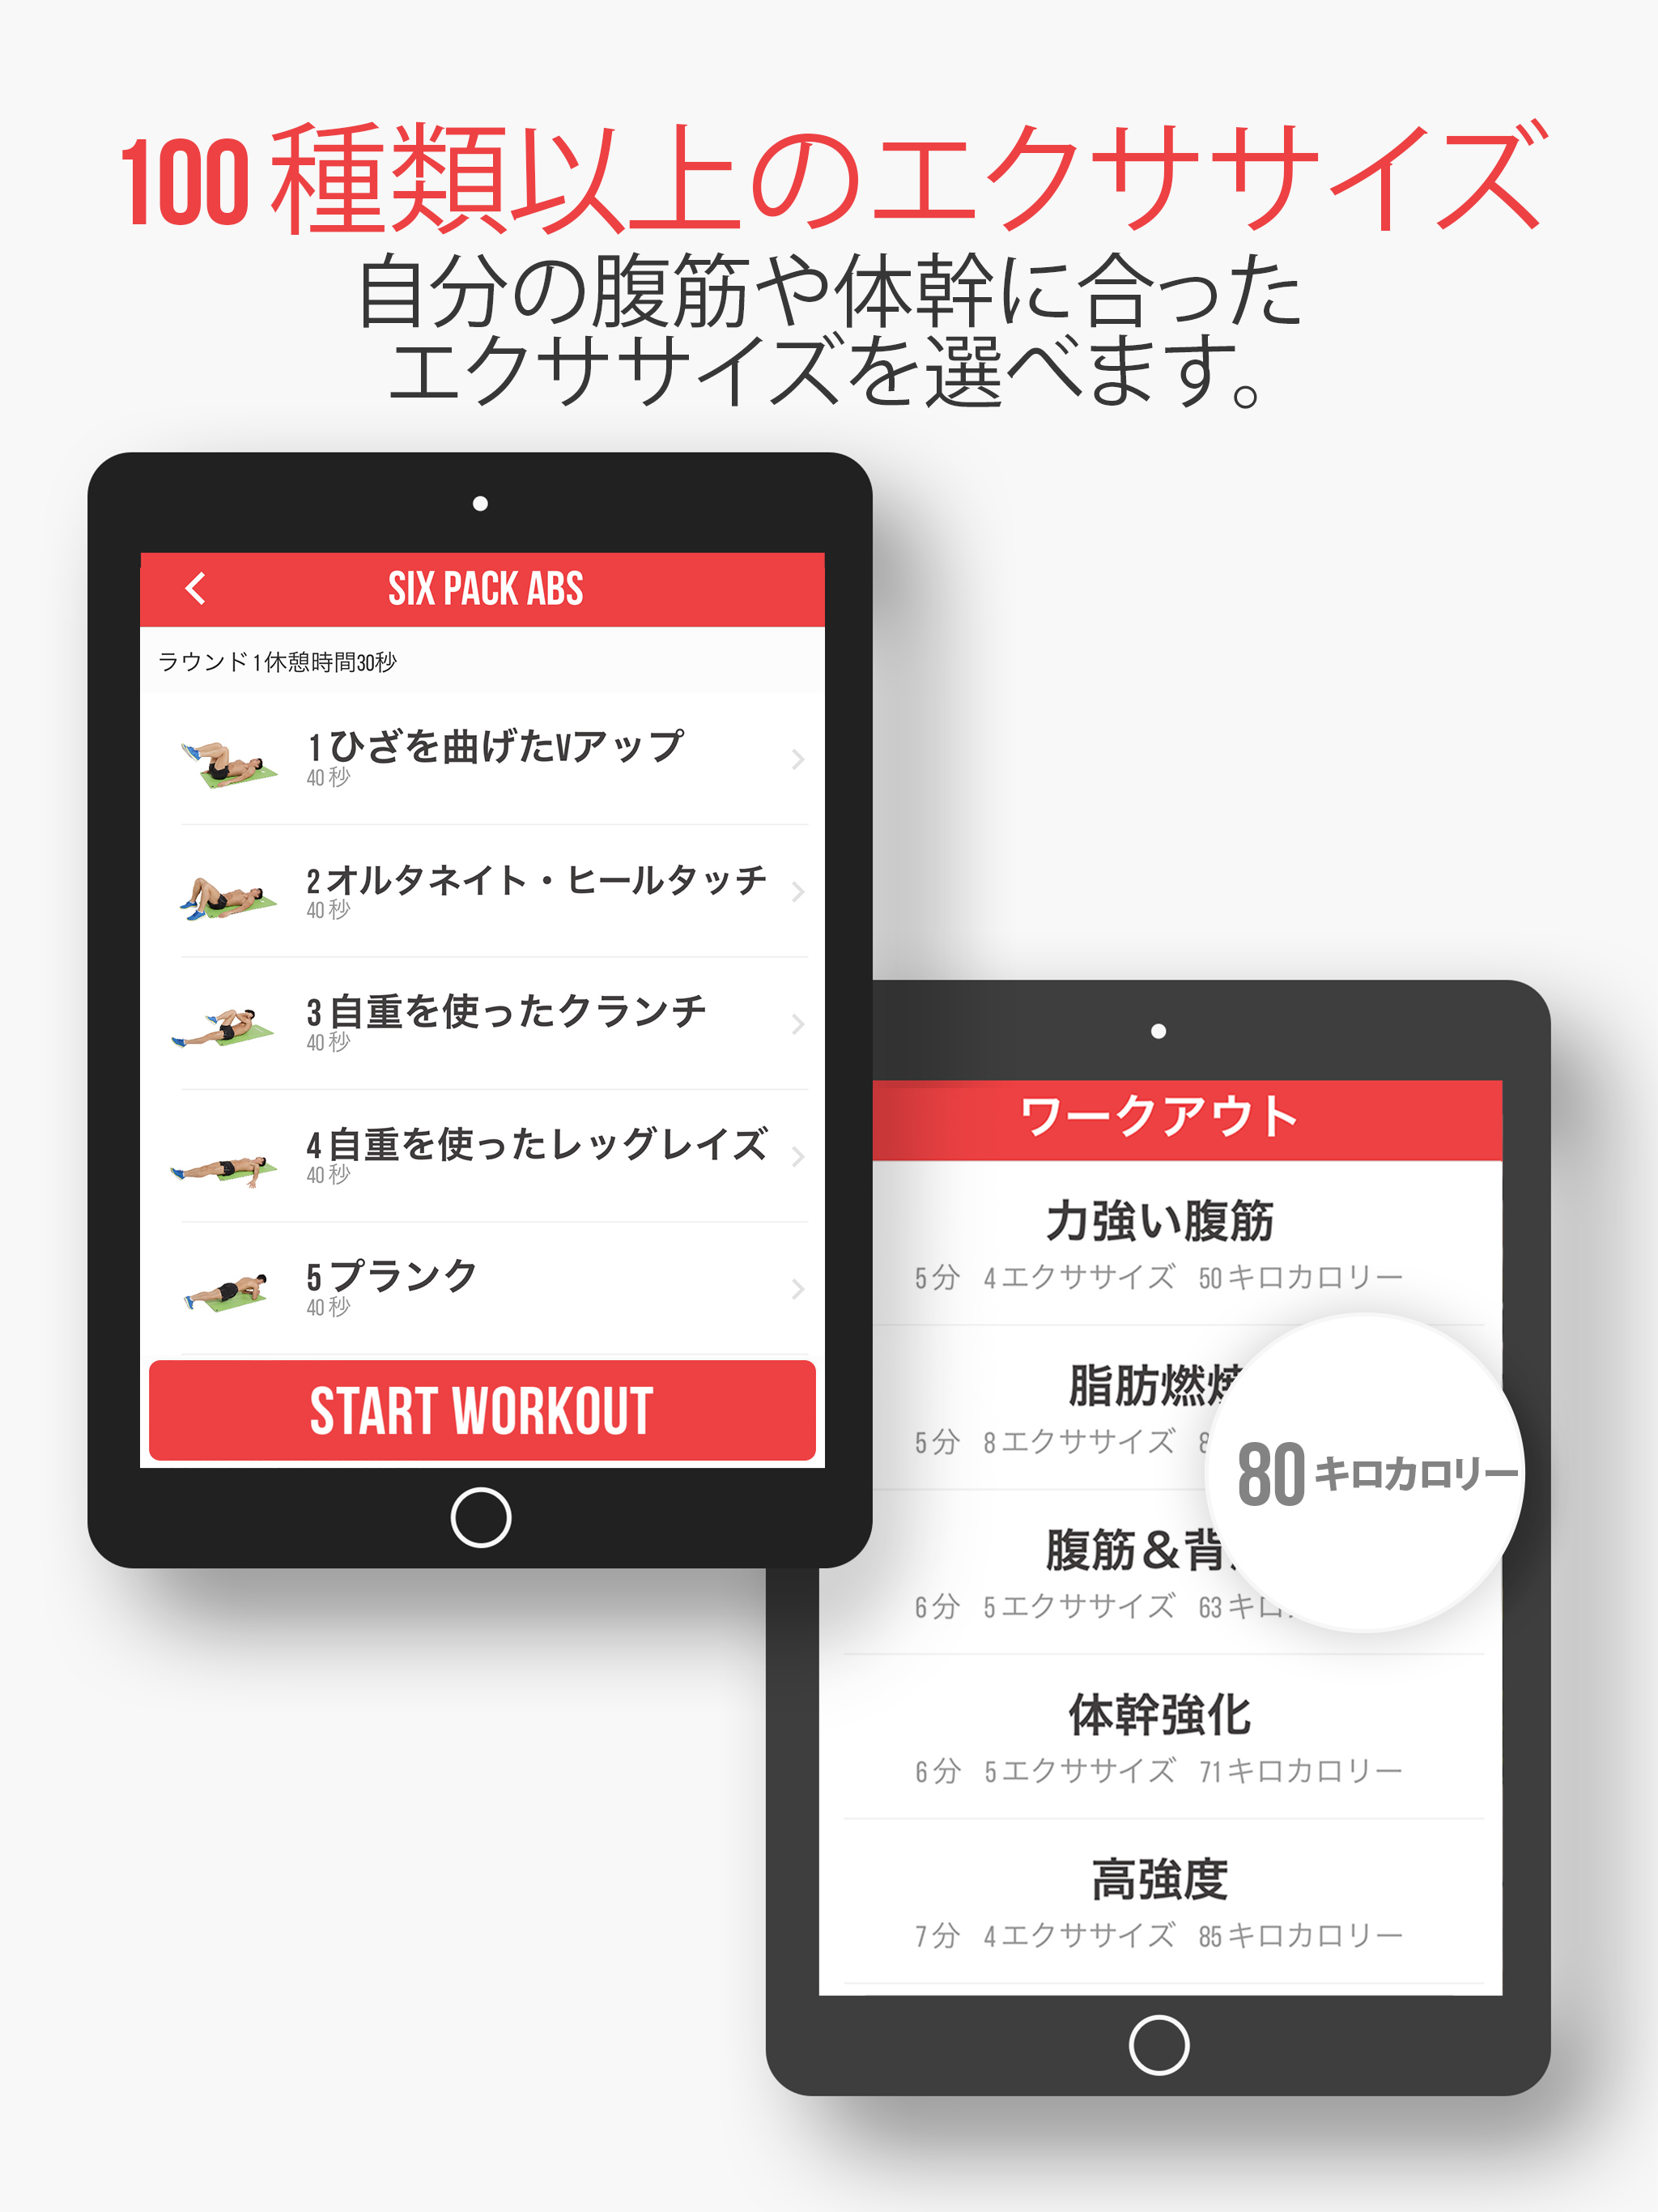 100 種類以上のエクササイズ
自分の腹筋や体幹に合った
エクササイズを選べます。
SIX PACK ABS
ラウンド 1 休憩時間30秒
1 ひざを曲げたVアップ
40 秒
2 オルタネイト・ヒールタッチ
40 秒
3 自重を使ったクランチ
40 秒
4 自重を使ったレッグレイズ
40 秒
5 プランク
40 秒
START WORKOUT
ワークアウト
力強い腹筋
5 分 4 エクササイズ 50 キロカロリー
脂肪燃焼
5 分 8 エクササイズ
80 キロカロリー
腹筋＆背
6 分 5 エクササイズ 63 キロ
体幹強化
6 分 5 エクササイズ 71 キロカロリー
高強度
7 分 4 エクササイズ 85 キロカロリー